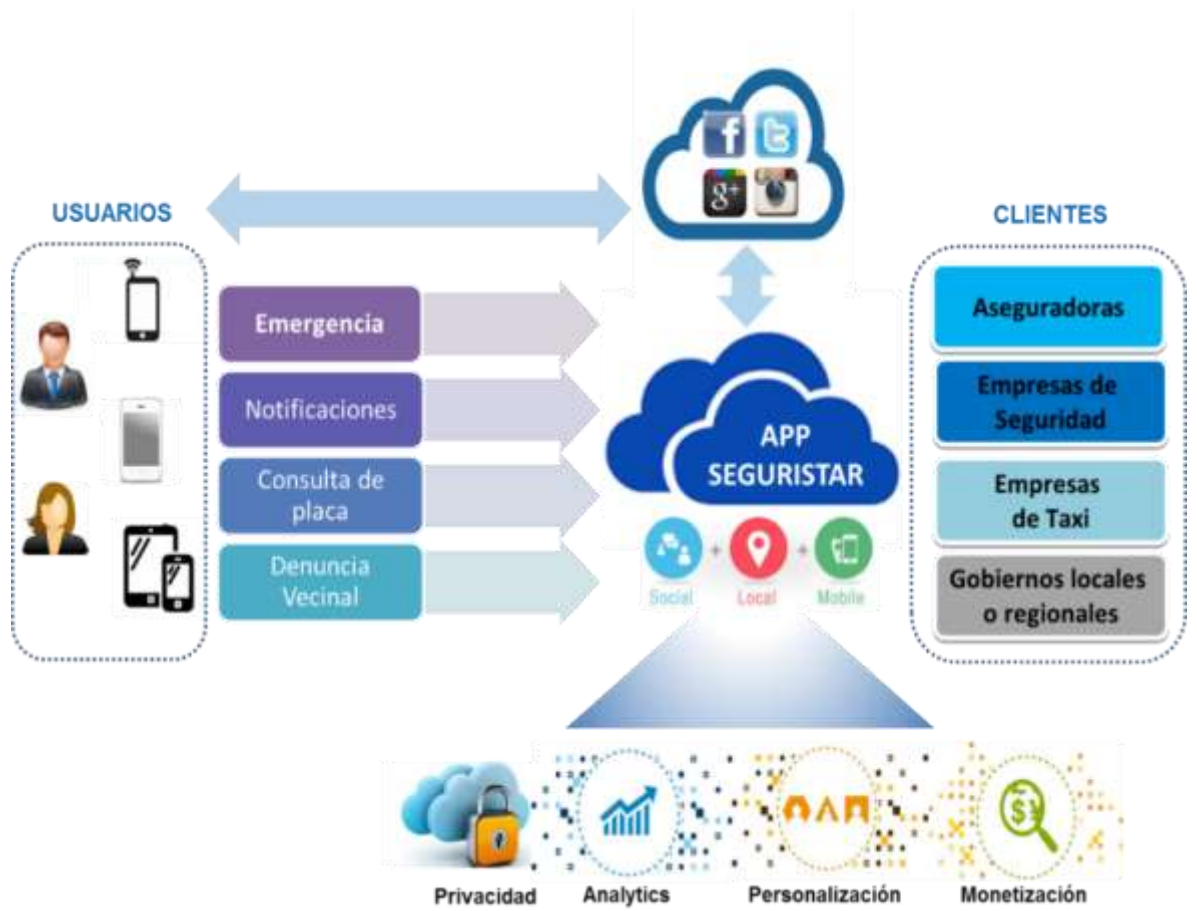 USUARIOS
CLIENTES
f
t
g+
Emergencia
Notificaciones
Consulta de
placa
Denuncia
Vecinal
APP
SEGURISTAR
Social
+
Local
+
Mobile
Aseguradoras
Empresas de
Seguridad
Empresas
de Taxi
Gobiernos locales
o regionales
Privacidad
Analytics
Personalización
Monetización